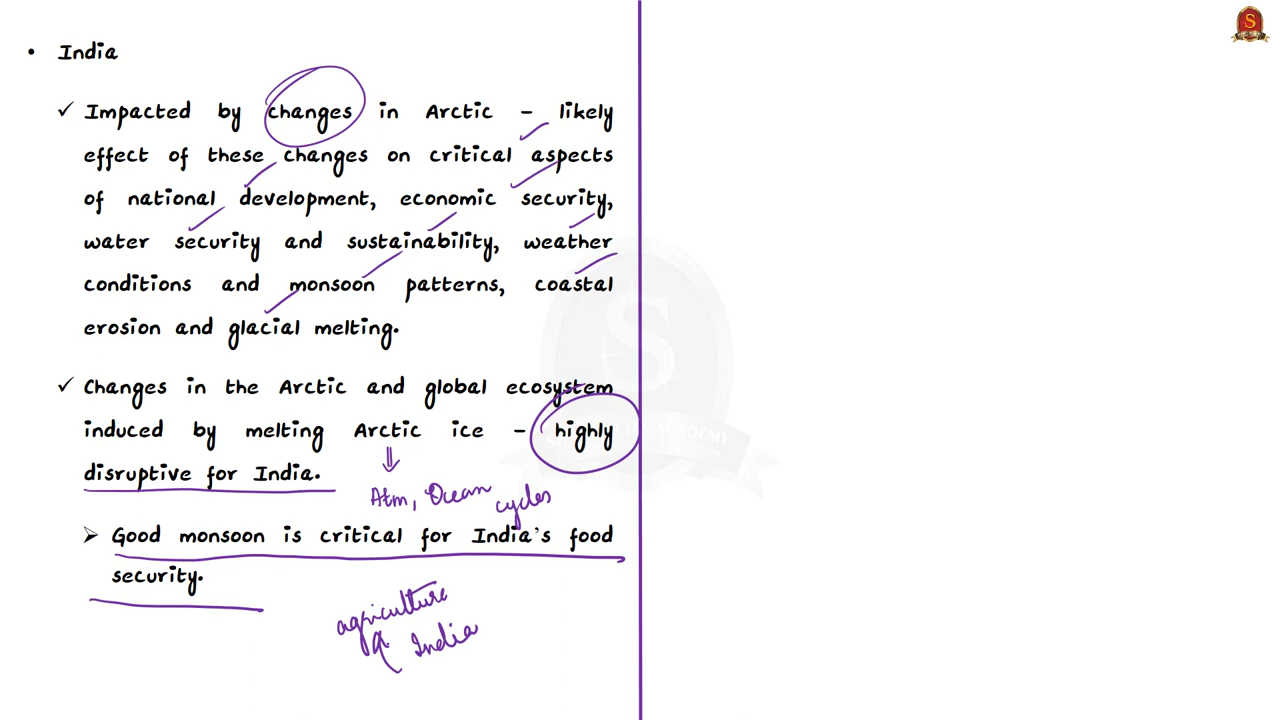 • India
✓ Impacted by changes in Arctic - likely
effect of these changes on critical aspects
of national development, economic security,
water security and sustainability, weather
conditions and monsoon patterns, coastal
erosion and glacial melting.
✓ Changes in the Arctic and global ecosystem
induced by melting Arctic ice - highly
disruptive for India.
Atm, Ocean cycles
➢ Good monsoon is critical for India's food
security.
agriculture
India
S